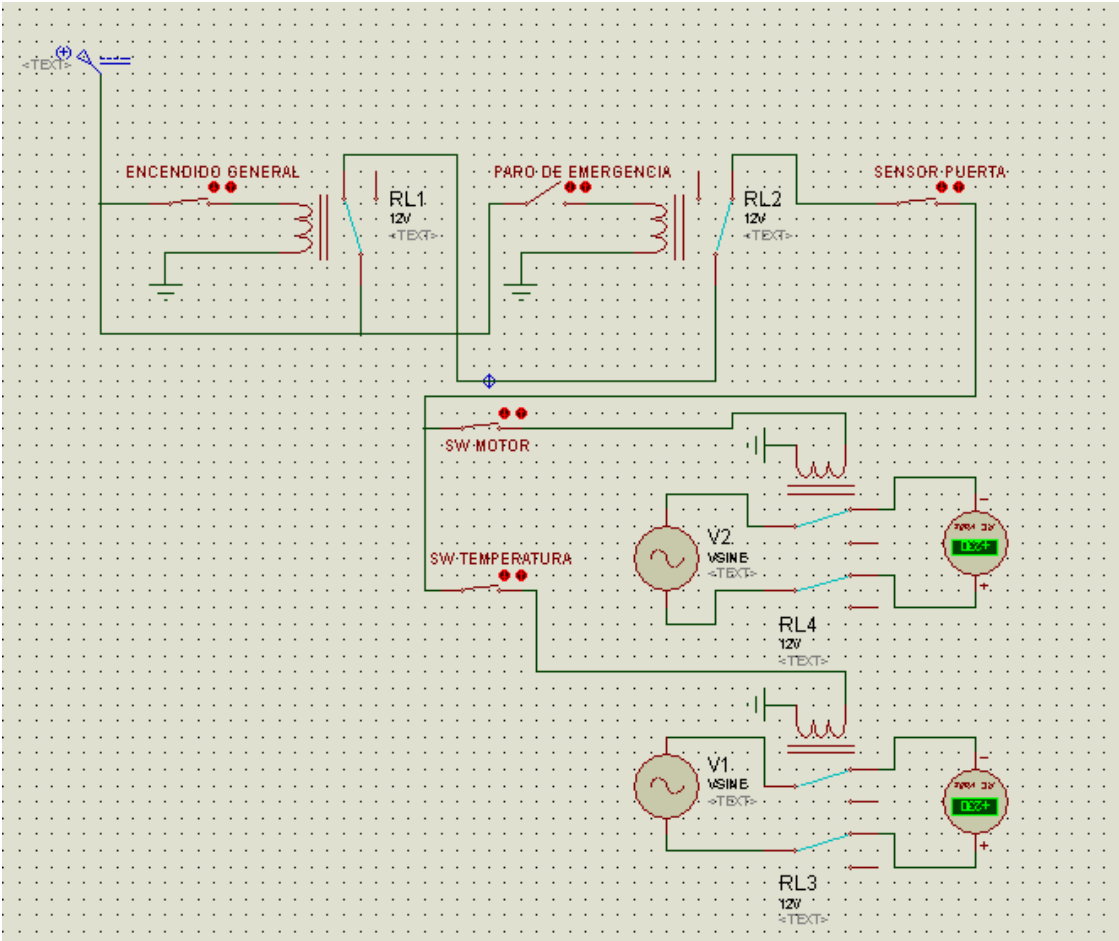 <TEXT>
ENCENDIDO GENERAL
PARO DE EMERGENCIA
SENSOR PUERTA
RL1
12V
<TEXT>
RL2
12V
<TEXT>
SW MOTOR
V2
VSINE
<TEXT>
SW TEMPERATURA
RL4
12V
<TEXT>
V1
VSINE
<TEXT>
RL3
12V
<TEXT>